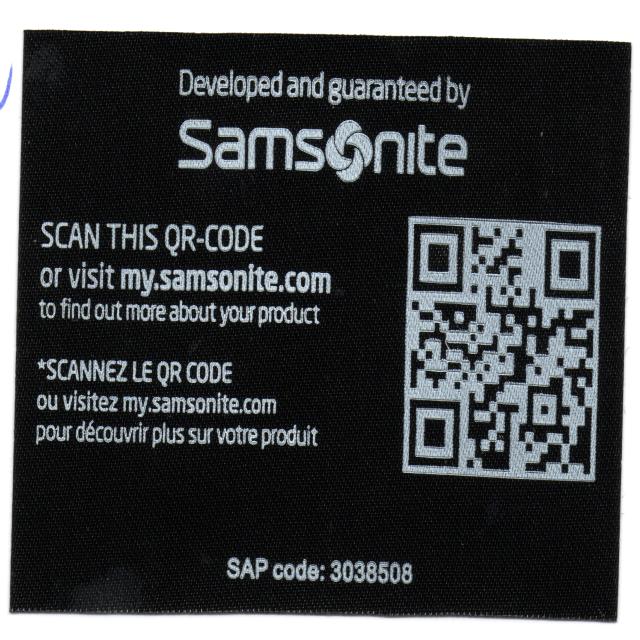 Developed and guaranteed by
Samsonite
SCAN THIS QR-CODE
or visit my.samsonite.com
to find out more about your product
*SCANNEZ LE QR CODE
ou visitez my.samsonite.com
pour découvrir plus sur votre produit
SAP code: 3038508